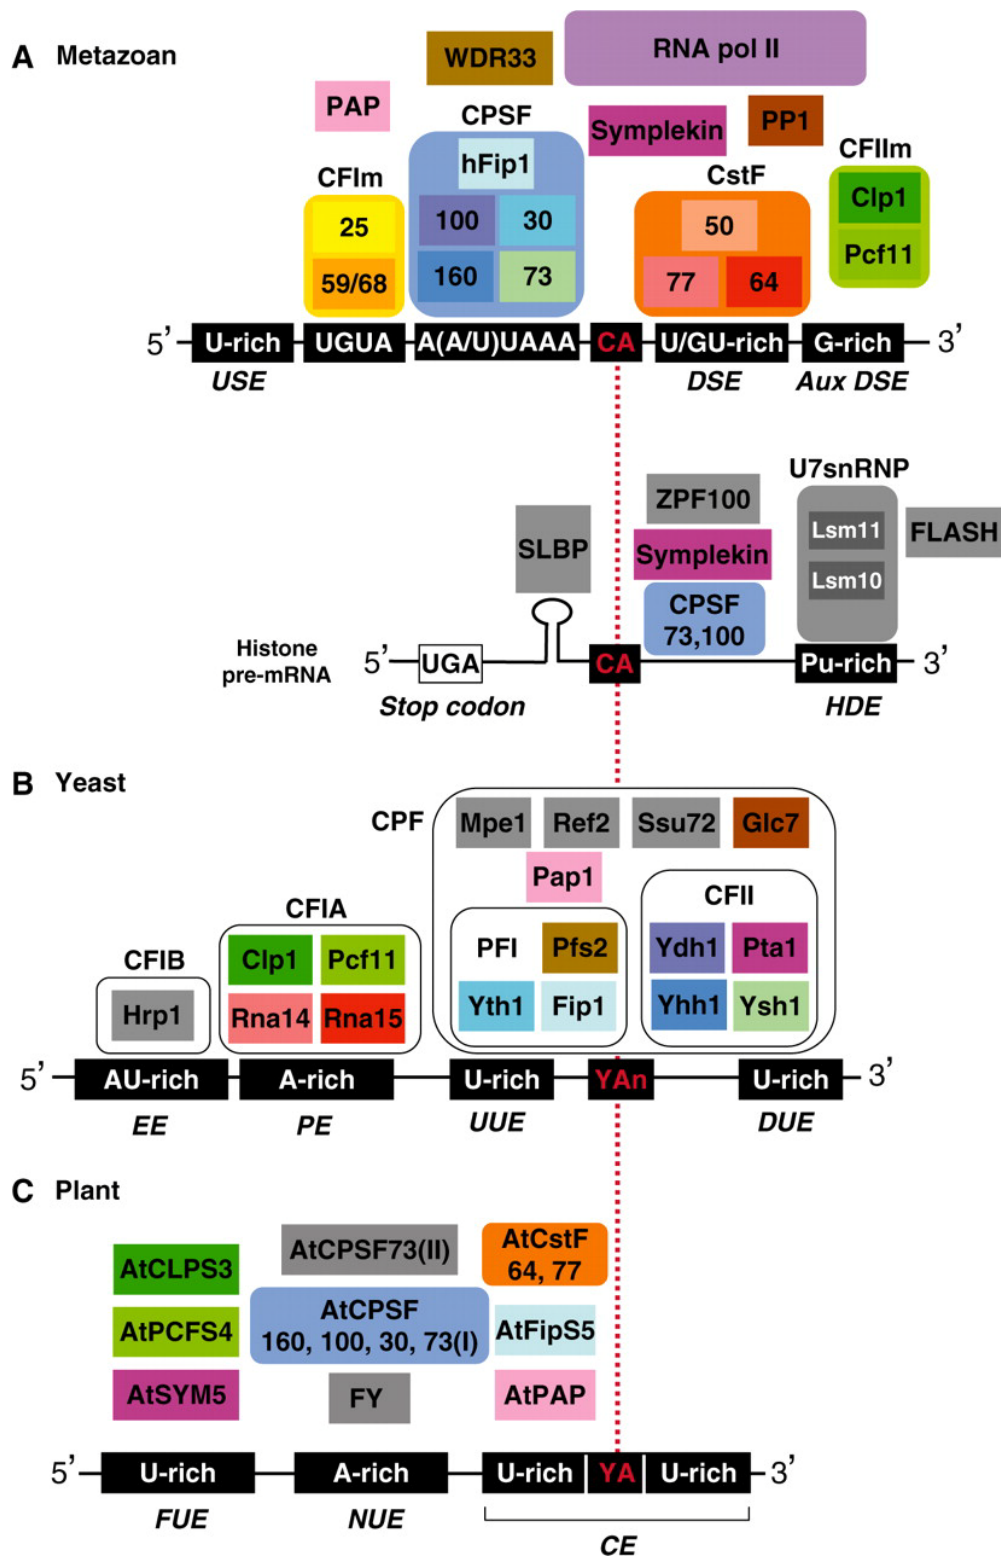 A Metazoan
WDR33
RNA pol II
PAP
CPSF
Symplekin
PP1
CFIm
hFip1
CstF
CFIIm
25
100
30
50
Clp1
59/68
160
73
77
64
Pcf11
5’
U-rich
UGUA
A(A/U)UAAA
CA
U/GU-rich
G-rich
3’
USE
DSE
Aux DSE
U7snRNP
ZPF100
SLBP
Symplekin
Lsm11
FLASH
Lsm10
CPSF
73,100
Histone
pre-mRNA
5’
UGA
CA
Pu-rich
3’
Stop codon
HDE
B Yeast
CPF
Mpe1
Ref2
Ssu72
Glc7
Pap1
CFII
CFIA
PFI
Pfs2
Ydh1
Pta1
CFIB
Clp1
Pcf11
Hrp1
Rna14
Rna15
Yth1
Fip1
Yhh1
Ysh1
5’
AU-rich
A-rich
U-rich
YAn
U-rich
3’
EE
PE
UUE
DUE
C Plant
AtCLPS3
AtCPSF73(II)
AtCstF
64, 77
AtPCFS4
AtCPSF
160, 100, 30, 73(I)
AtFipS5
AtSYM5
FY
AtPAP
5’
U-rich
A-rich
U-rich
YA
U-rich
3’
FUE
NUE
CE